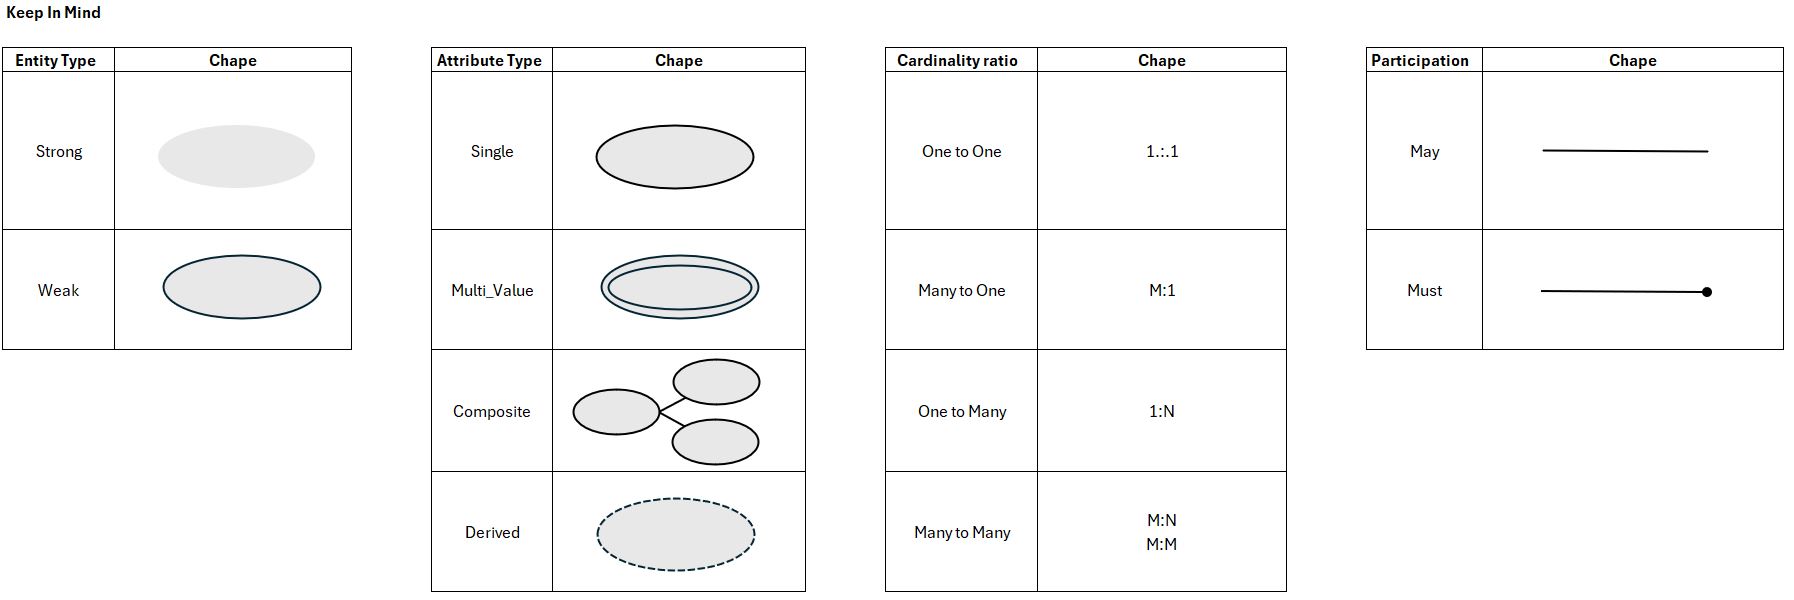 Keep In Mind
Entity Type Chape
Strong
Weak
Attribute Type Chape
Single
Multi_Value
Composite
Derived
Cardinality ratio Chape
One to One 1.:.1
Many to One M:1
One to Many 1:N
Many to Many M:N
M:M
Participation Chape
May
Must